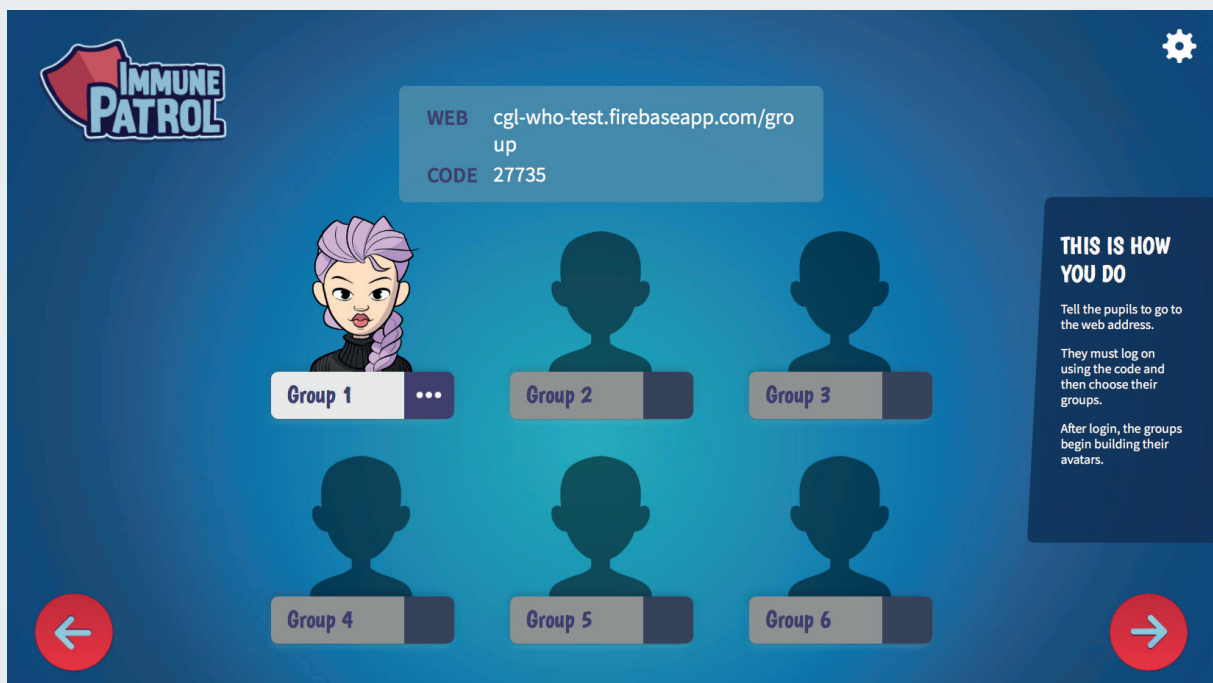 IMMUNE
PATROL
WEB cgl-who-test.firebaseapp.com/gro
up
CODE 27735
THIS IS HOW
YOU DO
Tell the pupils to go to
the web address.
They must log on
using the code and
then choose their
groups.
After login, the groups
begin building their
avatars.
Group 1 •••
Group 2
Group 3
Group 4
Group 5
Group 6